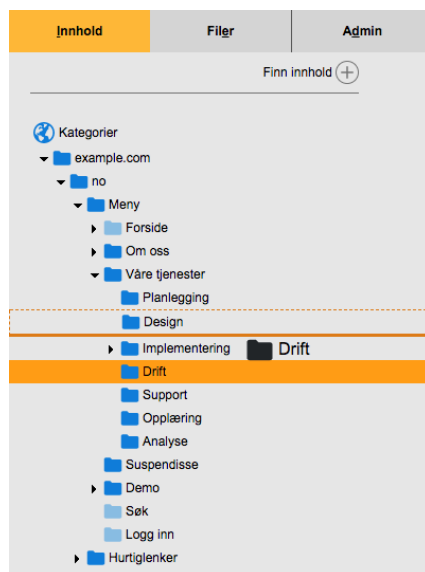 Innhold Filer Admin
Finn innhold
Kategorier
example.com
no
Meny
Forside
Om oss
Våre tjenester
Planlegging
Design
Implementering Drift
Drift
Support
Opplæring
Analyse
Suspendisse
Demo
Søk
Logg inn
Hurtiglenker